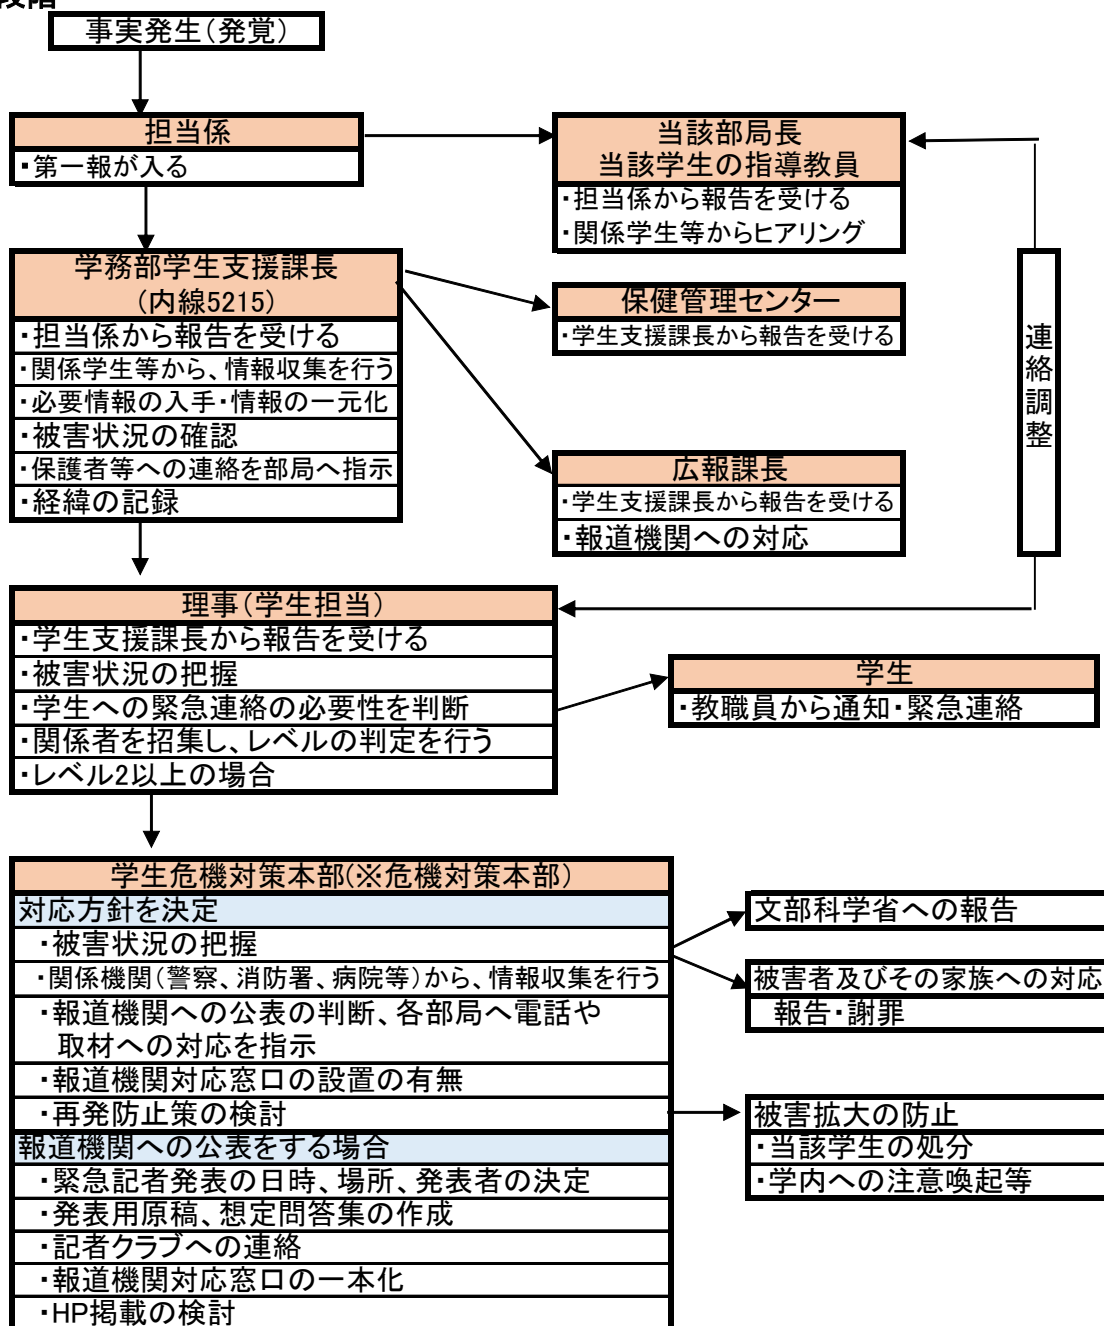 段階
事実発生(発覚)
担当係
・第一報が入る
当該部局長
当該学生の指導教員
・担当係から報告を受ける
・関係学生等からヒアリング
学務部学生支援課長
(内線5215)
・担当係から報告を受ける
・関係学生等から、情報収集を行う
・必要情報の入手・情報の一元化
・被害状況の確認
・保護者等への連絡を部局へ指示
・経緯の記録
保健管理センター
・学生支援課長から報告を受ける
広報課長
・学生支援課長から報告を受ける
・報道機関への対応
連絡調整
理事(学生担当)
・学生支援課長から報告を受ける
・被害状況の把握
・学生への緊急連絡の必要性を判断
・関係者を招集し、レベルの判定を行う
・レベル2以上の場合
学生
・教職員から通知・緊急連絡
学生危機対策本部(※危機対策本部)
対応方針を決定
・被害状況の把握
・関係機関(警察、消防署、病院等)から、情報収集を行う
・報道機関への公表の判断、各部局へ電話や
取材への対応を指示
・報道機関対応窓口の設置の有無
・再発防止策の検討
報道機関への公表をする場合
・緊急記者発表の日時、場所、発表者の決定
・発表用原稿、想定問答集の作成
・記者クラブへの連絡
・報道機関対応窓口の一本化
・HP掲載の検討
文部科学省への報告
被害者及びその家族への対応
報告・謝罪
被害拡大の防止
・当該学生の処分
・学内への注意喚起等